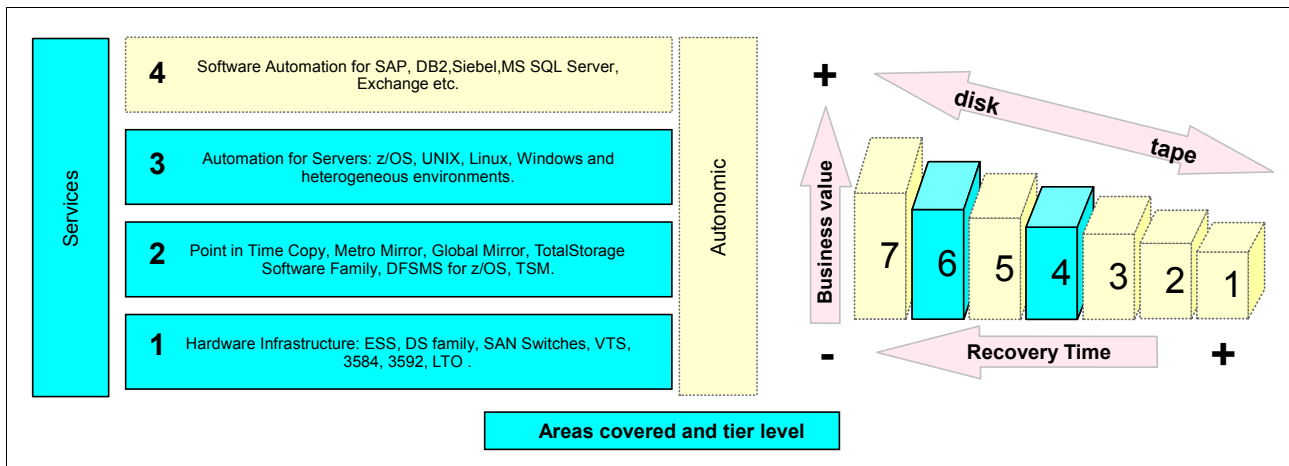 Services
4
Software Automation for SAP, DB2,Siebel,MS SQL Server,
Exchange etc.
3
Automation for Servers: z/OS, UNIX, Linux, Windows and
heterogeneous environments.
2
Point in Time Copy, Metro Mirror, Global Mirror, TotalStorage
Software Family, DFSMS for z/OS, TSM.
1
Hardware Infrastructure: ESS, DS family, SAN Switches, VTS,
3584, 3592, LTO .
Autonomic
Areas covered and tier level
+
disk
tape
Business value
7
6
5
4
3
2
1
-
Recovery Time
+